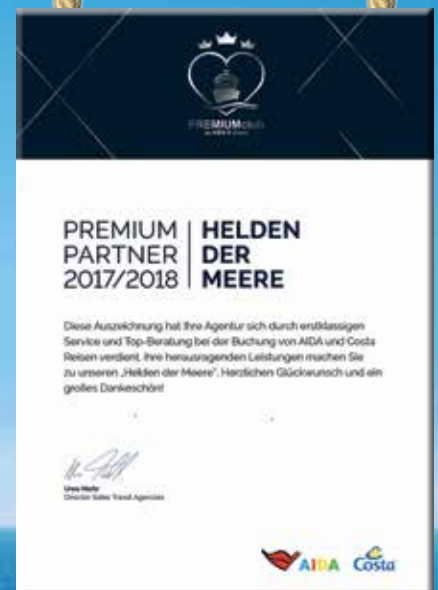 PREMIUMclub
PREMIUM
PARTNER
2017/2018
HELDEN
DER
MEERE
Diese Auszeichnung hat Ihre Agentur sich durch erstklassigen
Service und Top-Beratung bei der Buchung von AIDA und Costa
Reisen verdient. Ihre herausragenden Leistungen machen Sie
zu unseren „Helden der Meere". Herzlichen Glückwunsch und ein
großes Dankeschön!
Uwe Mohr
Director Sales Travel Agencies
AIDA Costa